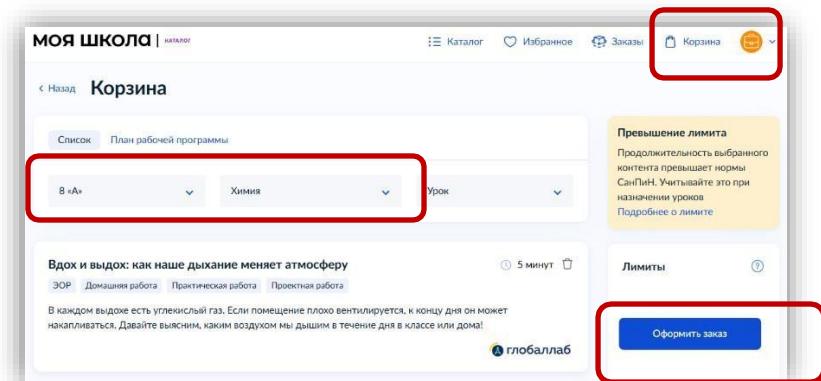 МОЯ ШКОЛА | КАТАЛОГ
Каталог
Избранное
Заказы
Корзина
< Назад Корзина
Список План рабочей программы
8 «А» Химия Урок
Вдох и выдох: как наше дыхание меняет атмосферу
5 минут
ЭОР Домашняя работа Практическая работа Проектная работа
В каждом выдохе есть углекислый газ. Если помещение плохо вентилируется, к концу дня он может
накапливаться. Давайте выясним, каким воздухом мы дышим в течение дня в классе или дома!
глобаллаб
Превышение лимита
Продолжительность выбранного
контента превышает нормы
СанПиН. Учитывайте это при
назначении уроков
Подробнее о лимите
Лимиты
Оформить заказ